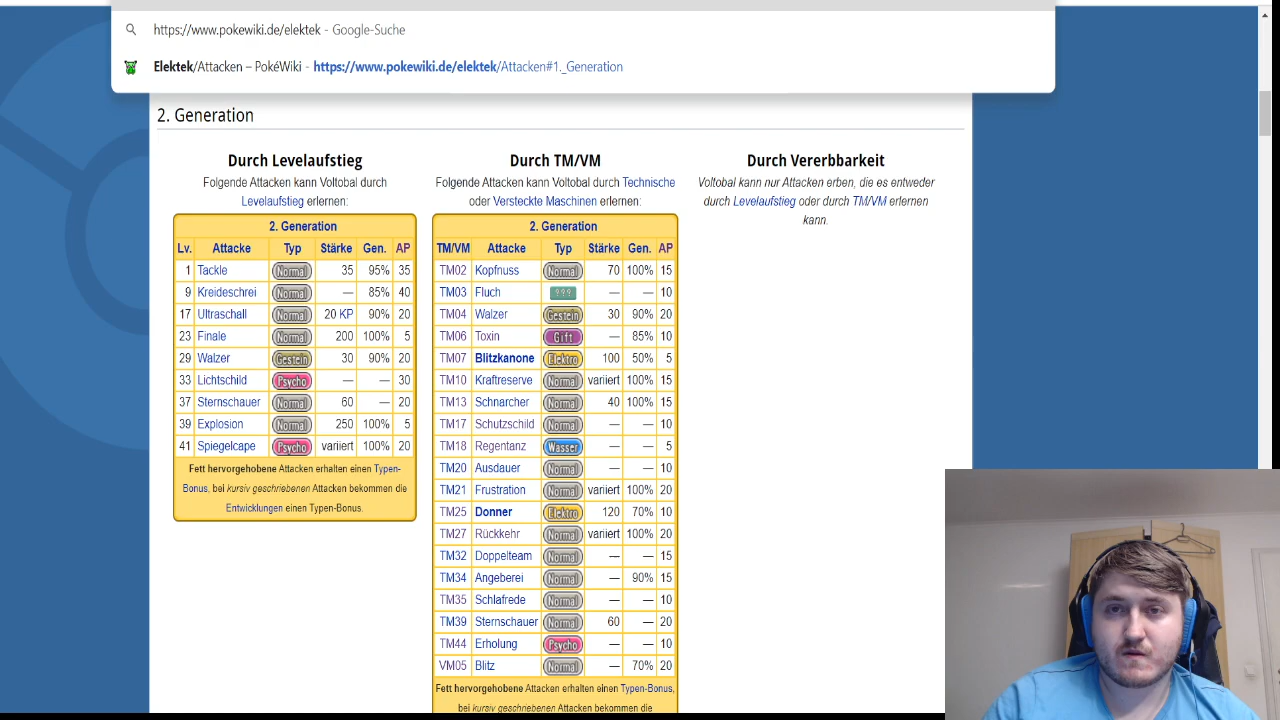 https://www.pokewiki.de/elektek - Google-Suche
Elektek/Attacken – PokéWiki - https://www.pokewiki.de/elektek/Attacken#1._Generation
2. Generation
Durch Levelaufstieg
Folgende Attacken kann Voltobal durch
Levelaufstieg erlernen:
2. Generation
Lv. Attacke Typ Stärke Gen. AP
1 Tackle Normal 35 95% 35
9 Kreideschrei Normal — 85% 40
17 Ultraschall Normal 20 KP 90% 20
23 Finale Normal 200 100% 5
29 Walzer Gestein 30 90% 20
33 Lichtschild Psycho — — 30
37 Sternschauer Normal 60 — 20
39 Explosion Normal 250 100% 5
41 Spiegelcape Psycho variiert 100% 20
Fett hervorgehobene Attacken erhalten einen Typen-
Bonus, bei kursiv geschriebenen Attacken bekommen die
Entwicklungen einen Typen-Bonus.
Durch TM/VM
Folgende Attacken kann Voltobal durch Technische
oder Versteckte Maschinen erlernen:
2. Generation
TM/VM Attacke Typ Stärke Gen. AP
TM02 Kopfnuss Normal 70 100% 15
TM03 Fluch ??? — — 10
TM04 Walzer Gestein 30 90% 20
TM06 Toxin Gift — 85% 10
TM07 Blitzkanone Elektro 100 50% 5
TM10 Kraftreserve Normal variiert 100% 15
TM13 Schnarcher Normal 40 100% 15
TM17 Schutzschild Normal — — 10
TM18 Regentanz Wasser — — 5
TM20 Ausdauer Normal — — 10
TM21 Frustration Normal variiert 100% 20
TM25 Donner Elektro 120 70% 10
TM27 Rückkehr Normal variiert 100% 20
TM32 Doppelteam Normal — — 15
TM34 Angeberei Normal — 90% 15
TM35 Schlafrede Normal — — 10
TM39 Sternschauer Normal 60 — 20
TM44 Erholung Psycho — — 10
VM05 Blitz Normal — 70% 20
Fett hervorgehobene Attacken erhalten einen Typen-Bonus,
bei kursiv geschriebenen Attacken bekommen die
Durch Vererbbarkeit
Voltobal kann nur Attacken erben, die es entweder
durch Levelaufstieg oder durch TM/VM erlernen
kann.